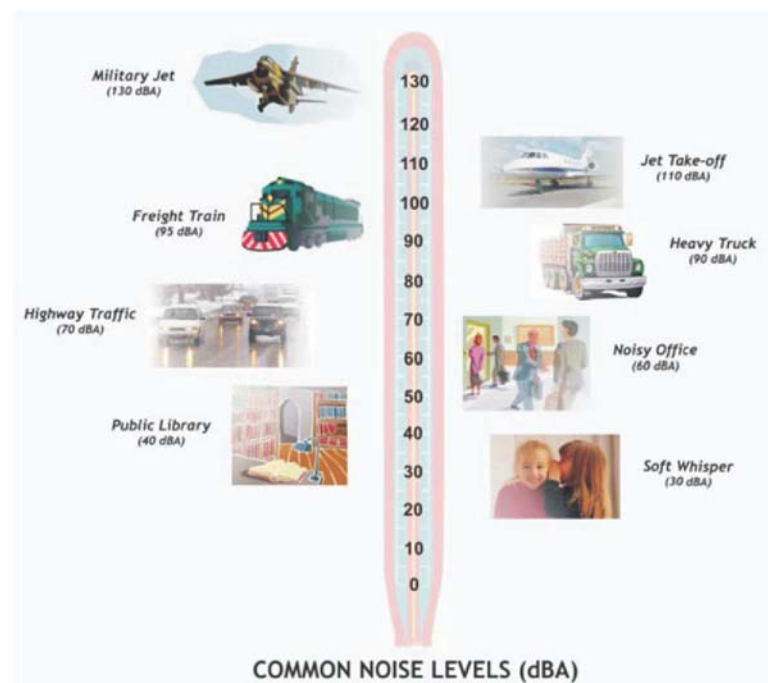 Military Jet
(130 dBA)
Jet Take-off
(110 dBA)
Freight Train
(95 dBA)
Heavy Truck
(90 dBA)
Highway Traffic
(70 dBA)
Noisy Office
(60 dBA)
Public Library
(40 dBA)
Soft Whisper
(30 dBA)
130
120
110
100
90
80
70
60
50
40
30
20
10
0
COMMON NOISE LEVELS (dBA)